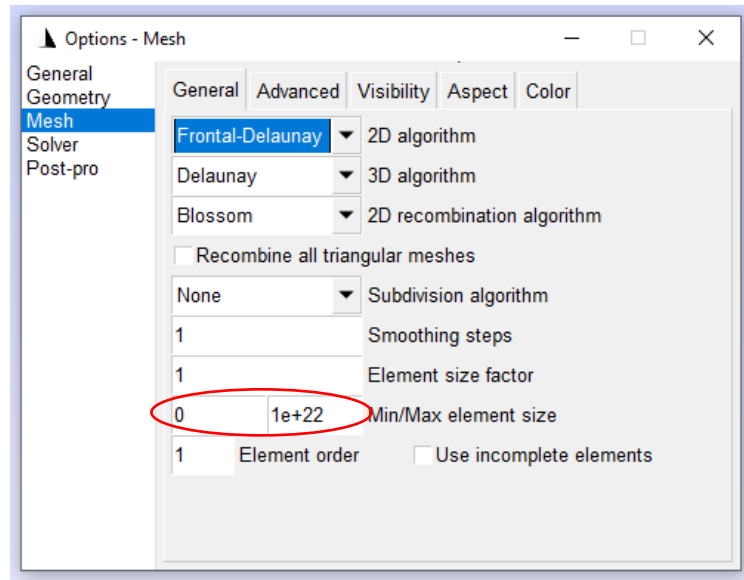 Options - Mesh
General
Geometry
Mesh
Solver
Post-pro
General Advanced Visibility Aspect Color
Frontal-Delaunay 2D algorithm
Delaunay 3D algorithm
Blossom 2D recombination algorithm
Recombine all triangular meshes
None Subdivision algorithm
1 Smoothing steps
1 Element size factor
0 1e+22 Min/Max element size
1 Element order Use incomplete elements